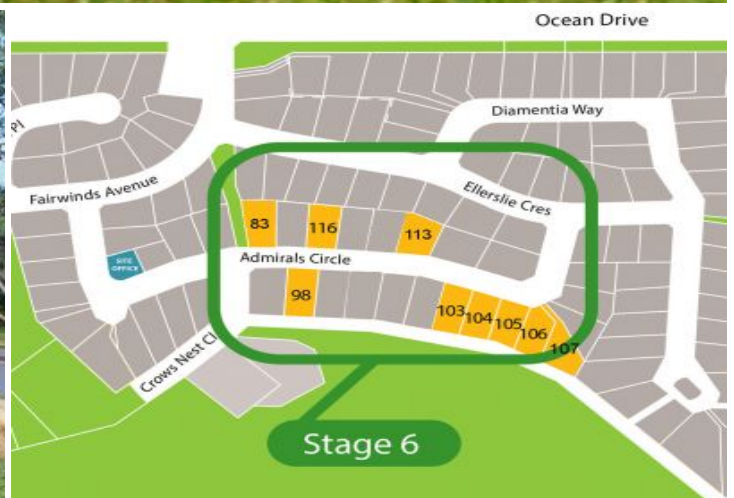 Ocean Drive
Diamentia Way
Pl
Fairwinds Avenue
Ellerslie Cres
83
116
113
SITE
OFFICE
Admirals Circle
98
103
104
105
106
107
Crows Nest Cl
Stage 6